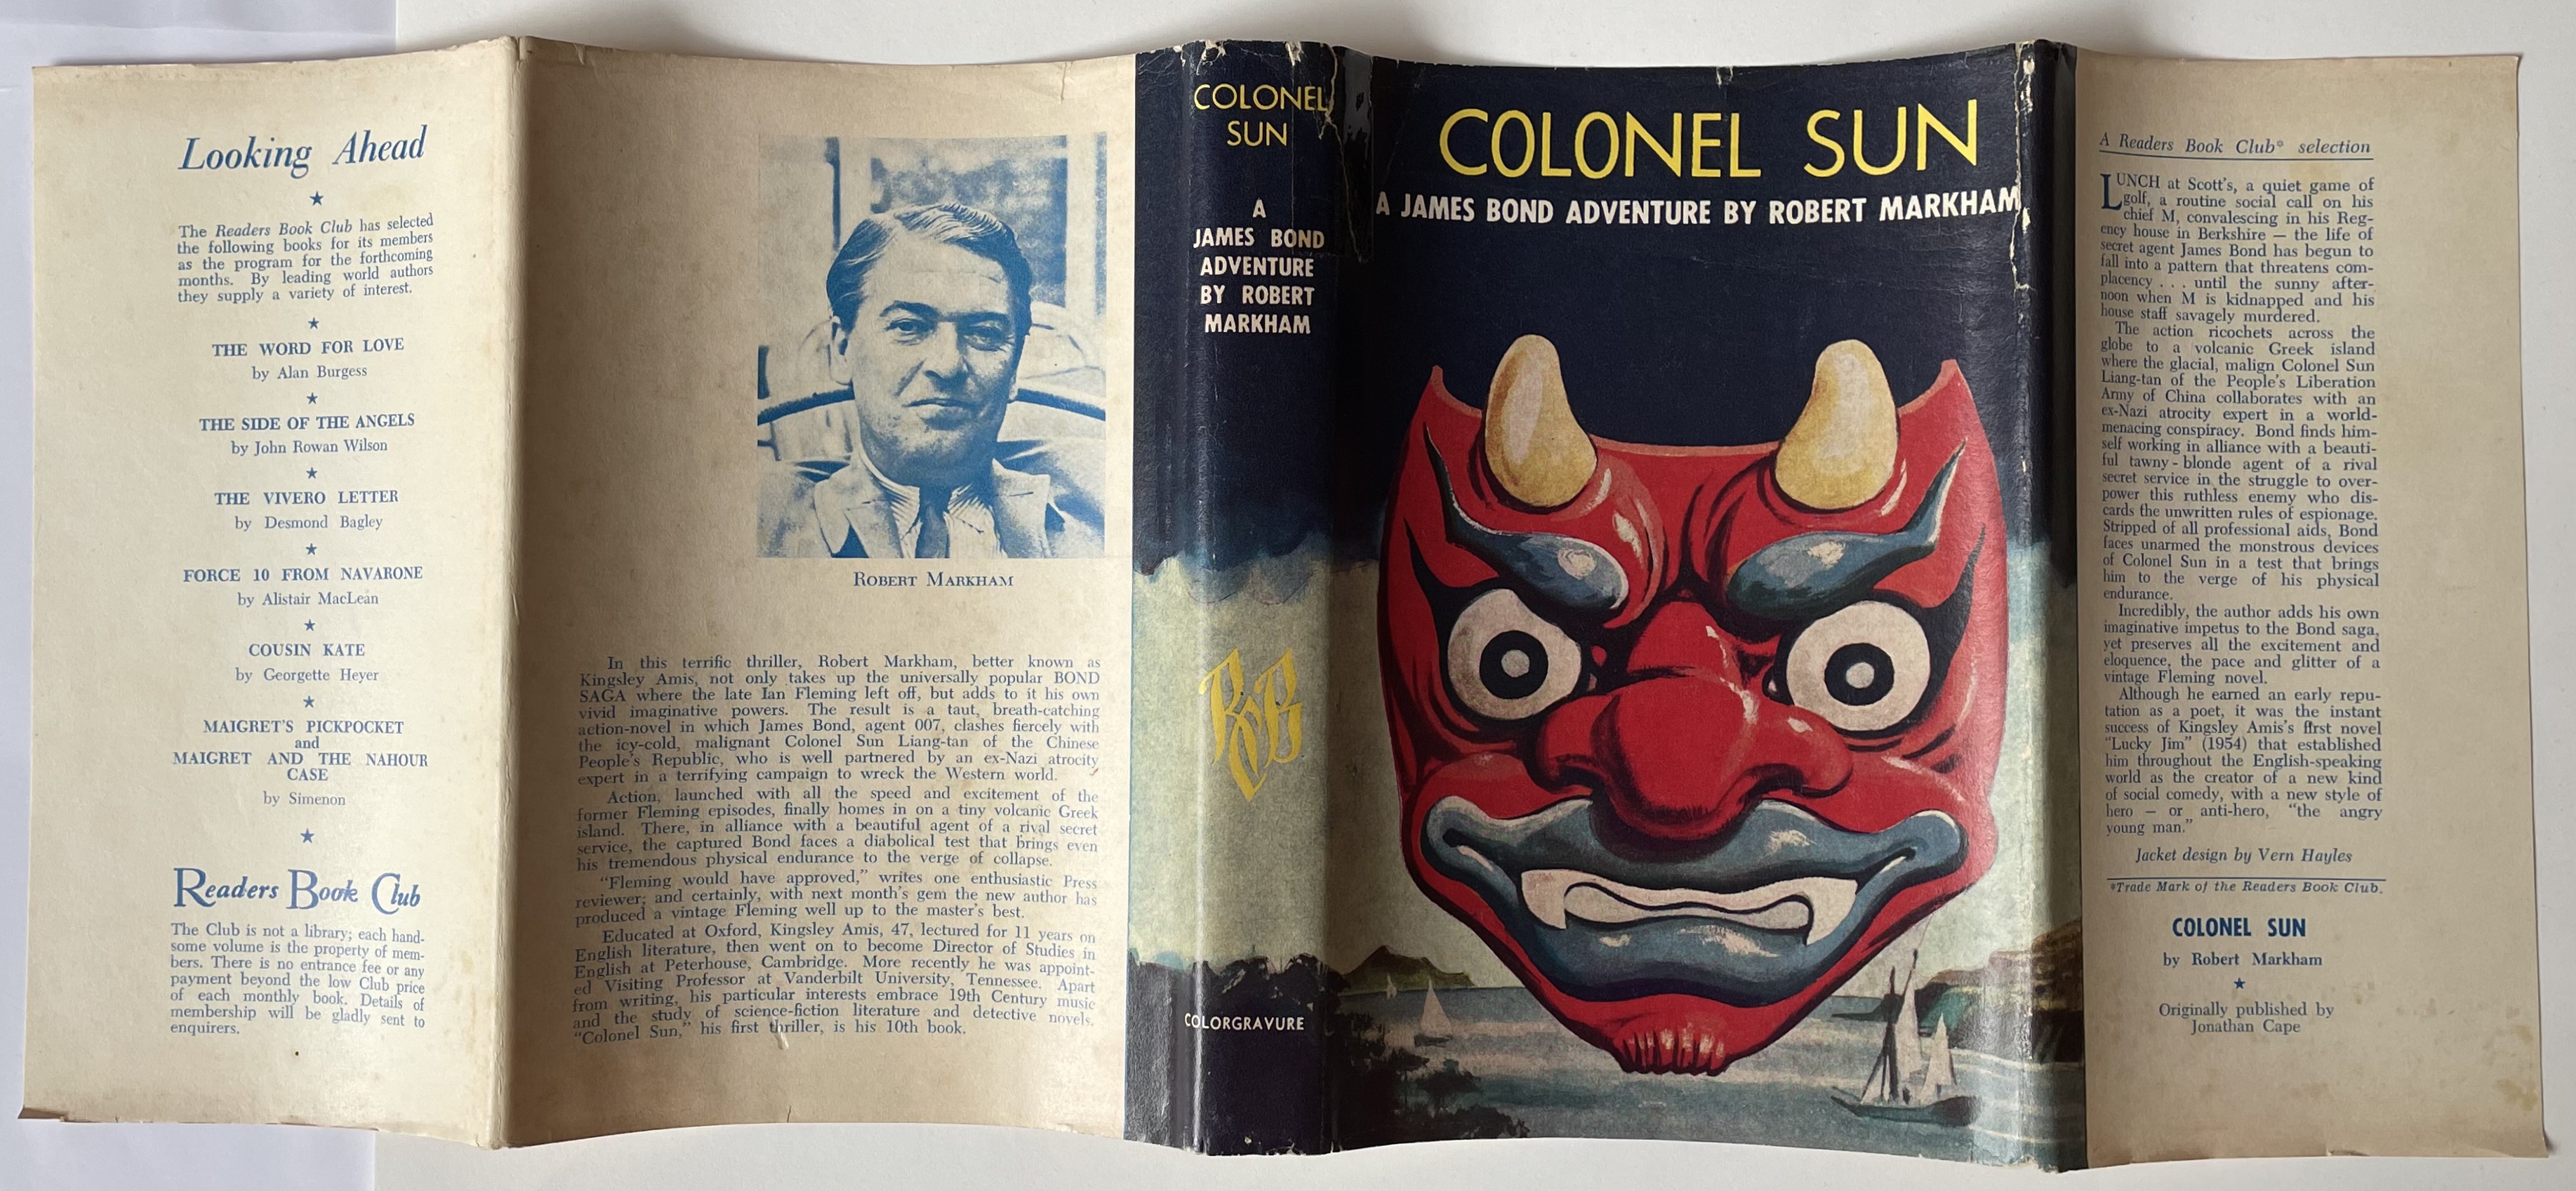 Looking Ahead
★
The Readers Book Club has selected
the following books for its members
as the program for the forthcoming
months. By leading world authors
they supply a variety of interest.
★
THE WORD FOR LOVE
by Alan Burgess
★
THE SIDE OF THE ANGELS
by John Rowan Wilson
★
THE VIVERO LETTER
by Desmond Bagley
★
FORCE 10 FROM NAVARONE
by Alistair MacLean
★
COUSIN KATE
by Georgette Heyer
★
MAIGRET'S PICKPOCKET
and
MAIGRET AND THE NAHOUR
CASE
by Simenon
★
Readers Book Club
The Club is not a library; each hand-
some volume is the property of mem-
bers. There is no entrance fee or any
payment beyond the low Club price
of each monthly book. Details of
membership will be gladly sent to
enquirers.
ROBERT MARKHAM
In this terrific thriller, Robert Markham, better known as
Kingsley Amis, not only takes up the universally popular BOND
SAGA where the late Ian Fleming left off, but adds to it his own
vivid imaginative powers. The result is a taut, breath-catching
action-novel in which James Bond, agent 007, clashes fiercely with
the icy-cold, malignant Colonel Sun Liang-tan of the Chinese
People's Republic, who is well partnered by an ex-Nazi atrocity
expert in a terrifying campaign to wreck the Western world.
Action, launched with all the speed and excitement of the
former Fleming episodes, finally homes in on a tiny volcanic Greek
island. There, in alliance with a beautiful agent of a rival secret
service, the captured Bond faces a diabolical test that brings even
his tremendous physical endurance to the verge of collapse.
"Fleming would have approved," writes one enthusiastic Press
reviewer; and certainly, with next month's gem the new author has
produced a vintage Fleming well up to the master's best.
Educated at Oxford, Kingsley Amis, 47, lectured for 11 years on
English literature, then went on to become Director of Studies in
English at Peterhouse, Cambridge. More recently he was appoint-
ed Visiting Professor at Vanderbilt University, Tennessee. Apart
from writing, his particular interests embrace 19th Century music
and the study of science-fiction literature and detective novels.
"Colonel Sun," his first thriller, is his 10th book.
COLONEL
SUN
A
JAMES BOND
ADVENTURE
BY ROBERT
MARKHAM
RBC
COLORGRAVURE
COLONEL SUN
A JAMES BOND ADVENTURE BY ROBERT MARKHAM
A Readers Book Club* selection
LUNCH at Scott's, a quiet game of
golf, a routine social call on his
chief M, convalescing in his Reg-
ency house in Berkshire — the life of
secret agent James Bond has begun to
fall into a pattern that threatens com-
placency . . . until the sunny after-
noon when M is kidnapped and his
house staff savagely murdered.
The action ricochets across the
globe to a volcanic Greek island
where the glacial, malign Colonel Sun
Liang-tan of the People's Liberation
Army of China collaborates with an
ex-Nazi atrocity expert in a world-
menacing conspiracy. Bond finds him-
self working in alliance with a beauti-
ful tawny-blonde agent of a rival
secret service in the struggle to over-
power this ruthless enemy who dis-
cards the unwritten rules of espionage.
Stripped of all professional aids, Bond
faces unarmed the monstrous devices
of Colonel Sun in a test that brings
him to the verge of his physical
endurance.
Incredibly, the author adds his own
imaginative impetus to the Bond saga,
yet preserves all the excitement and
eloquence, the pace and glitter of a
vintage Fleming novel.
Although he earned an early repu-
tation as a poet, it was the instant
success of Kingsley Amis's first novel
"Lucky Jim" (1954) that established
him throughout the English-speaking
world as the creator of a new kind
of social comedy, with a new style of
hero — or anti-hero, "the angry
young man."
Jacket design by Vern Hayles
*Trade Mark of the Readers Book Club.
COLONEL SUN
by Robert Markham
★
Originally published by
Jonathan Cape